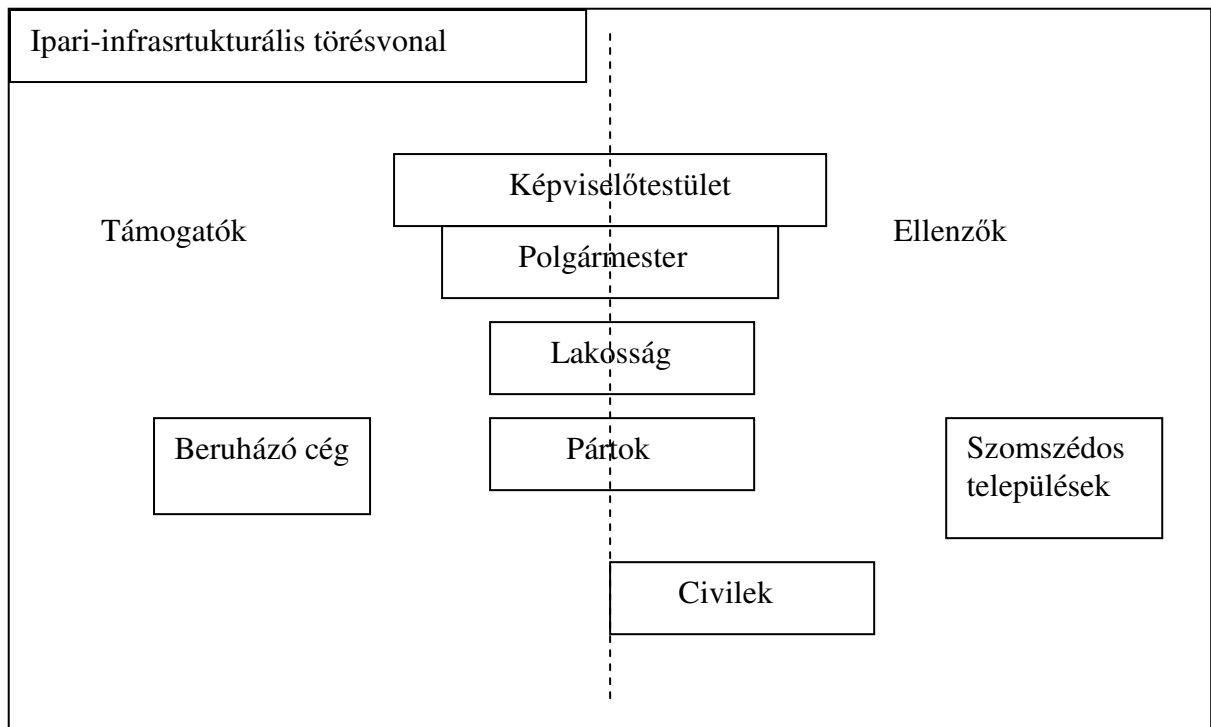 Ipari-infrasrtukturális törésvonal
Képviselőtestület
Támogatók
Ellenzők
Polgármester
Lakosság
Beruházó cég
Pártok
Szomszédos
települések
Civilek